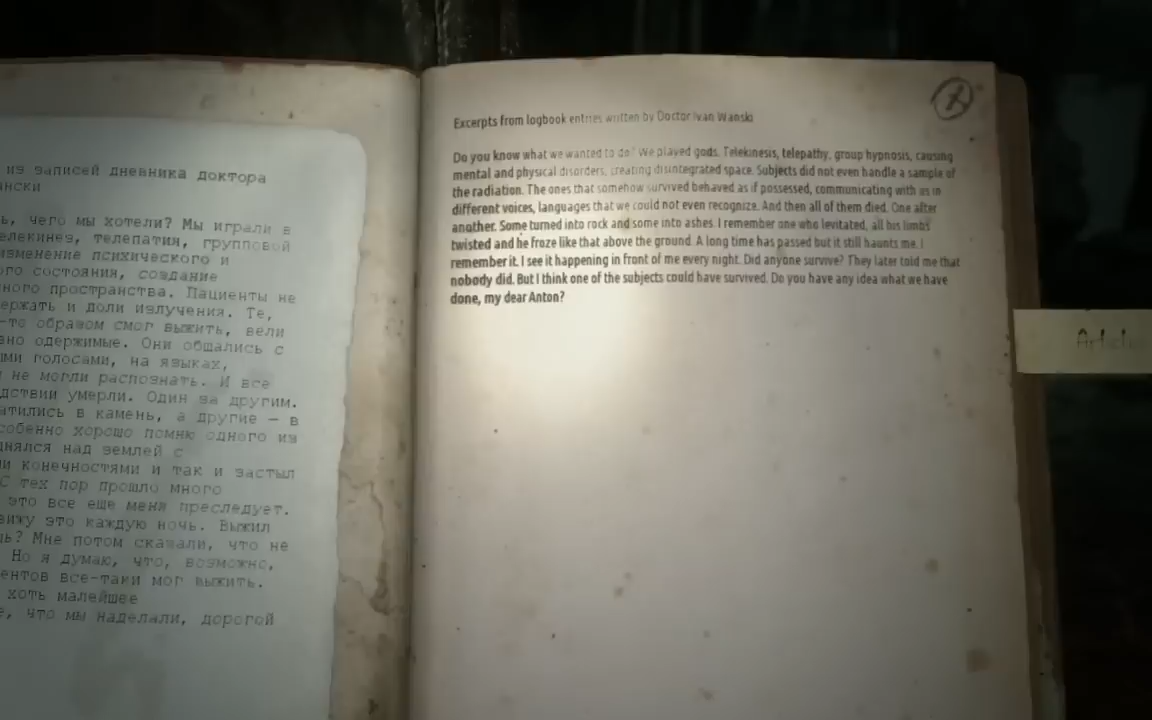 из записей дневника доктора
ански
ь, чего мы хотели? Мы играли в
елекинез, телепатия, групповой
изменение психического и
ого состояния, создание
ного пространства. Пациенты не
ержать и доли излучения. Те,
-то образом смог выжить, вели
вно одержимые. Они общались с
ыми голосами, на языках,
не могли распознать. И все
дствии умерли. Один за другим.
атились в камень, а другие — в
собенно хорошо помню одного из
днялся над землей с
и конечностями и так и застыл
С тех пор прошло много
это все еще меня преследует.
вижу это каждую ночь. Выжил
ь? Мне потом сказали, что не
Но я думаю, что, возможно,
ентов все-таки мог выжить.
хоть малейшее
е, что мы наделали, дорогой
Excerpts from logbook entries written by Doctor Ivan Wanski
Do you know what we wanted to do? We played gods. Telekinesis, telepathy, group hypnosis, causing
mental and physical disorders, creating disintegrated space. Subjects did not even handle a sample of
the radiation. The ones that somehow survived behaved as if possessed, communicating with us in
different voices, languages that we could not even recognize. And then all of them died. One after
another. Some turned into rock and some into ashes. I remember one who levitated, all his limbs
twisted and he froze like that above the ground. A long time has passed but it still haunts me. I
remember it. I see it happening in front of me every night. Did anyone survive? They later told me that
nobody did. But I think one of the subjects could have survived. Do you have any idea what we have
done, my dear Anton?